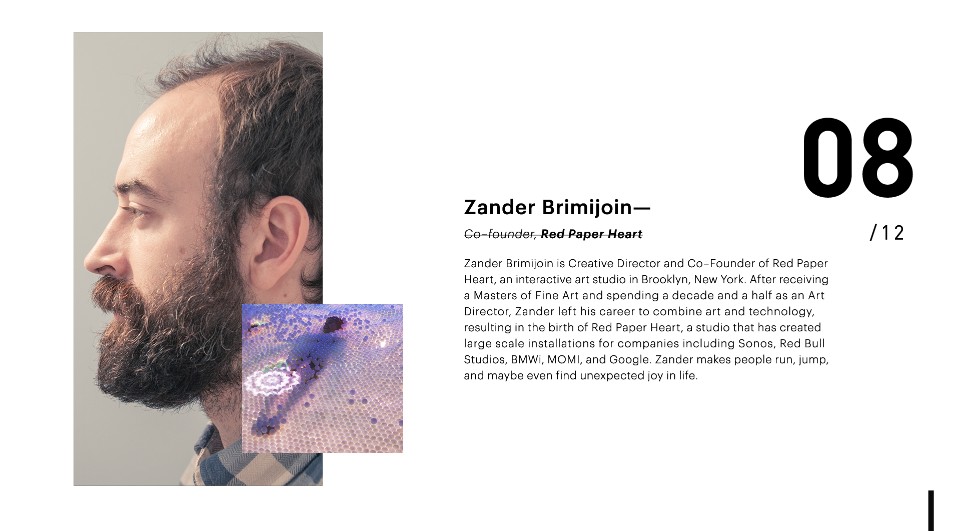 08
/12
Zander Brimijoin—
Co-founder, Red Paper Heart
Zander Brimijoin is Creative Director and Co-Founder of Red Paper
Heart, an interactive art studio in Brooklyn, New York. After receiving
a Masters of Fine Art and spending a decade and a half as an Art
Director, Zander left his career to combine art and technology,
resulting in the birth of Red Paper Heart, a studio that has created
large scale installations for companies including Sonos, Red Bull
Studios, BMWi, MOMI, and Google. Zander makes people run, jump,
and maybe even find unexpected joy in life.